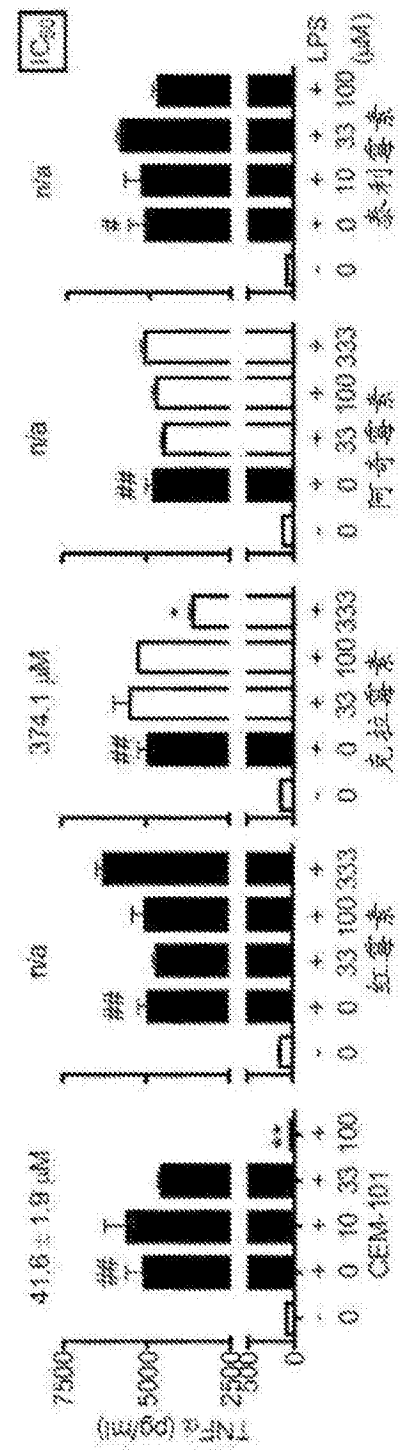 IC₅₀
41.6 ± 1.9 µM n/a 374.1 µM n/a n/a
TNFα (pg/ml)
7500
5000
2500
500
0
## ## ## ## #
** *
- + + + + - + + + + - + + + + - + + + + - + + + + LPS
0 0 10 33 100 0 0 33 100 333 0 0 33 100 333 0 0 33 100 333 0 0 10 33 100 (µM)
CEM-101 红霉素 克拉霉素 阿奇霉素 泰利霉素